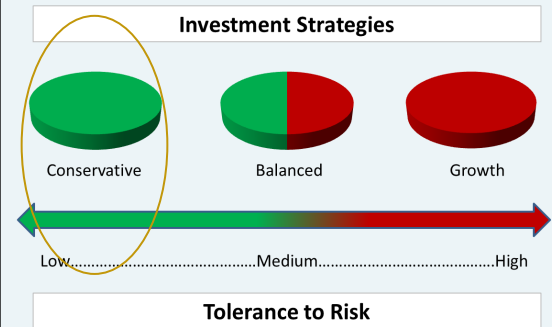 Investment Strategies
Conservative Balanced Growth
Low..................................................Medium...............................................High
Tolerance to Risk